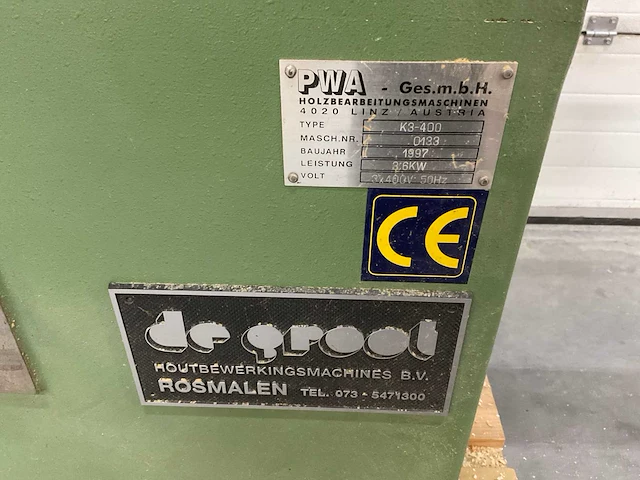 PWA - Ges.m.b.H.
HOLZBEARBEITUNGSMASCHINEN
4020 LINZ / AUSTRIA
TYPE K3-400
MASCH.NR. 0133
BAUJAHR 1997
LEISTUNG 3.6KW
VOLT 3x400V 50Hz
CE
de groot
HOUTBEWERKINGSMACHINES B.V.
ROSMALEN TEL. 073 - 5471300